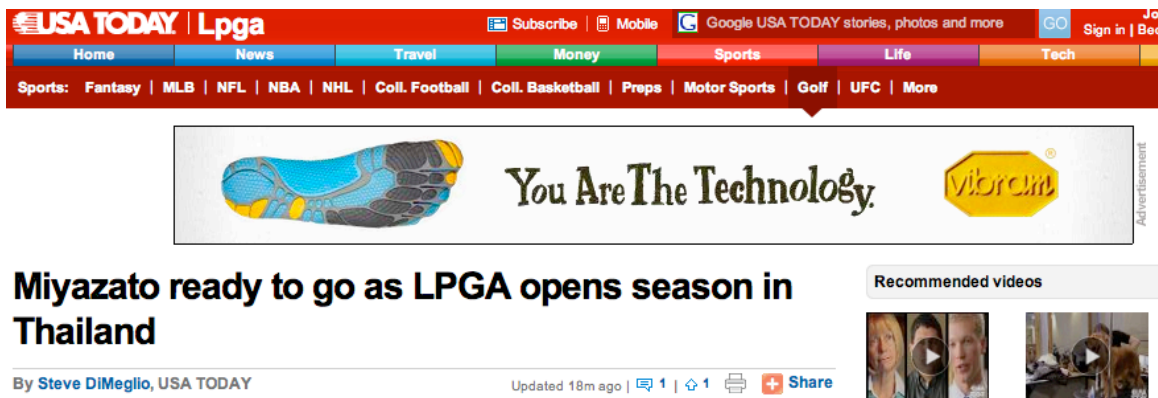 USA TODAY Lpga Subscribe | Mobile G Google USA TODAY stories, photos and more GO Jo
Sign in | Bec
Home News Travel Money Sports Life Tech
Sports: Fantasy | MLB | NFL | NBA | NHL | Coll. Football | Coll. Basketball | Preps | Motor Sports | Golf | UFC | More
You Are The Technology.
vibram®
Advertisement
Miyazato ready to go as LPGA opens season in
Thailand
Recommended videos
By Steve DiMeglio, USA TODAY Updated 18m ago | 1 | 1 Share